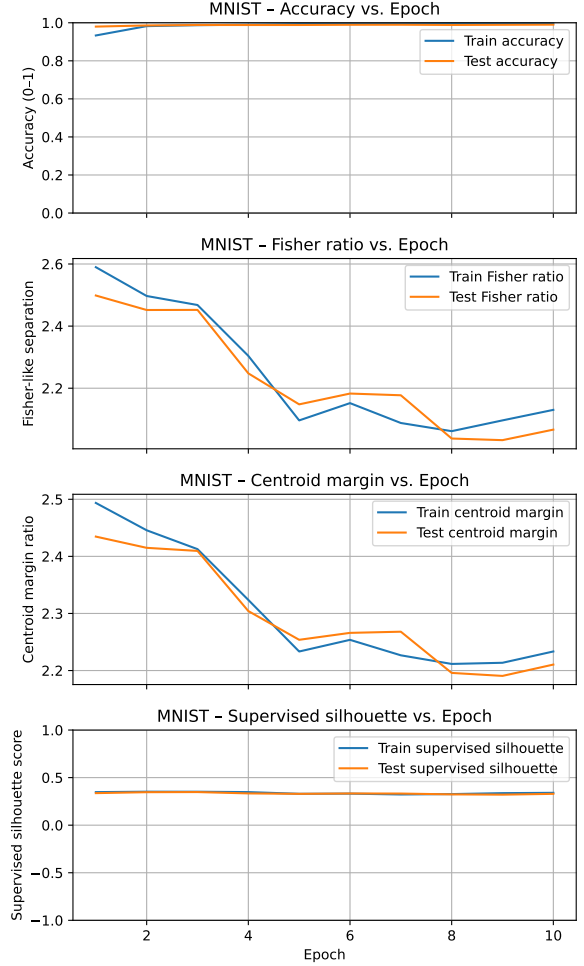 MNIST – Accuracy vs. Epoch
1.0
0.8
0.6
0.4
0.2
0.0
Accuracy (0–1)
Train accuracy
Test accuracy
MNIST – Fisher ratio vs. Epoch
2.6
2.4
2.2
Fisher-like separation
Train Fisher ratio
Test Fisher ratio
MNIST – Centroid margin vs. Epoch
2.5
2.4
2.3
2.2
Centroid margin ratio
Train centroid margin
Test centroid margin
MNIST – Supervised silhouette vs. Epoch
1.0
0.5
0.0
−0.5
−1.0
Supervised silhouette score
Train supervised silhouette
Test supervised silhouette
2 4 6 8 10
Epoch